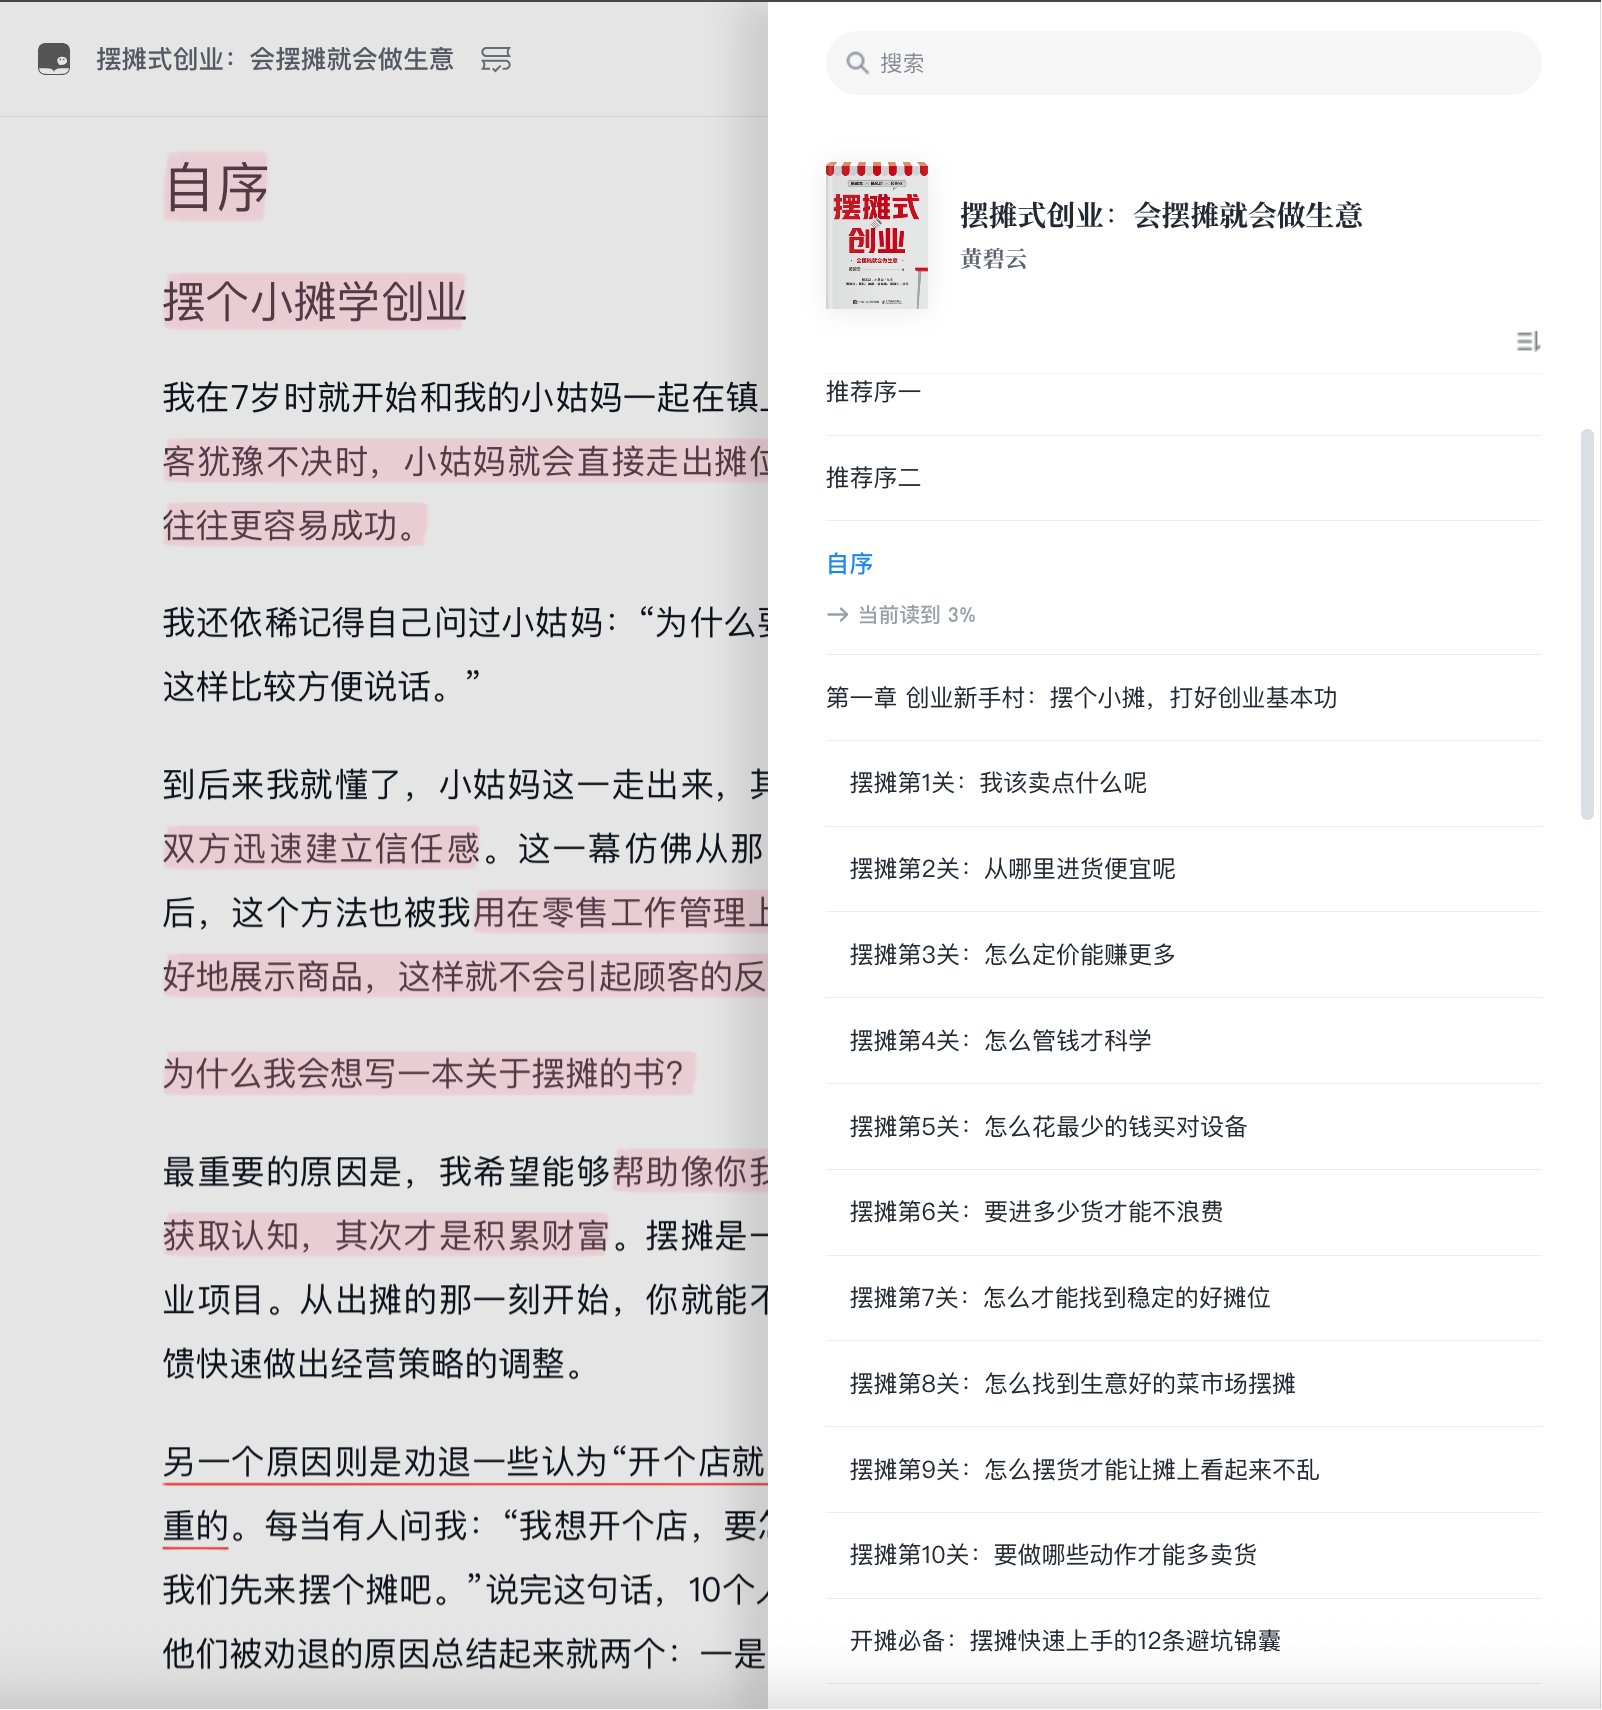 摆摊式创业：会摆摊就会做生意
自序
摆个小摊学创业
我在7岁时就开始和我的小姑妈一起在镇
客犹豫不决时，小姑妈就会直接走出摊位
往往更容易成功。
我还依稀记得自己问过小姑妈：“为什么要
这样比较方便说话。”
到后来我就懂了，小姑妈这一走出来，其
双方迅速建立信任感。这一幕仿佛从那
后，这个方法也被我用在零售工作管理上
好地展示商品，这样就不会引起顾客的反
为什么我会想写一本关于摆摊的书？
最重要的原因是，我希望能够帮助像你我
获取认知，其次才是积累财富。摆摊是一
业项目。从出摊的那一刻开始，你就能不
馈快速做出经营策略的调整。
另一个原因则是劝退一些认为“开个店就
重的。每当有人问我：“我想开个店，要怎
我们先来摆个摊吧。”说完这句话，10个人
他们被劝退的原因总结起来就两个：一是
搜索
摆摊式
创业
会摆摊就会做生意
摆摊式创业：会摆摊就会做生意
黄碧云
推荐序一
推荐序二
自序
→ 当前读到 3%
第一章 创业新手村：摆个小摊，打好创业基本功
摆摊第1关：我该卖点什么呢
摆摊第2关：从哪里进货便宜呢
摆摊第3关：怎么定价能赚更多
摆摊第4关：怎么管钱才科学
摆摊第5关：怎么花最少的钱买对设备
摆摊第6关：要进多少货才能不浪费
摆摊第7关：怎么才能找到稳定的好摊位
摆摊第8关：怎么找到生意好的菜市场摆摊
摆摊第9关：怎么摆货才能让摊上看起来不乱
摆摊第10关：要做哪些动作才能多卖货
开摊必备：摆摊快速上手的12条避坑锦囊